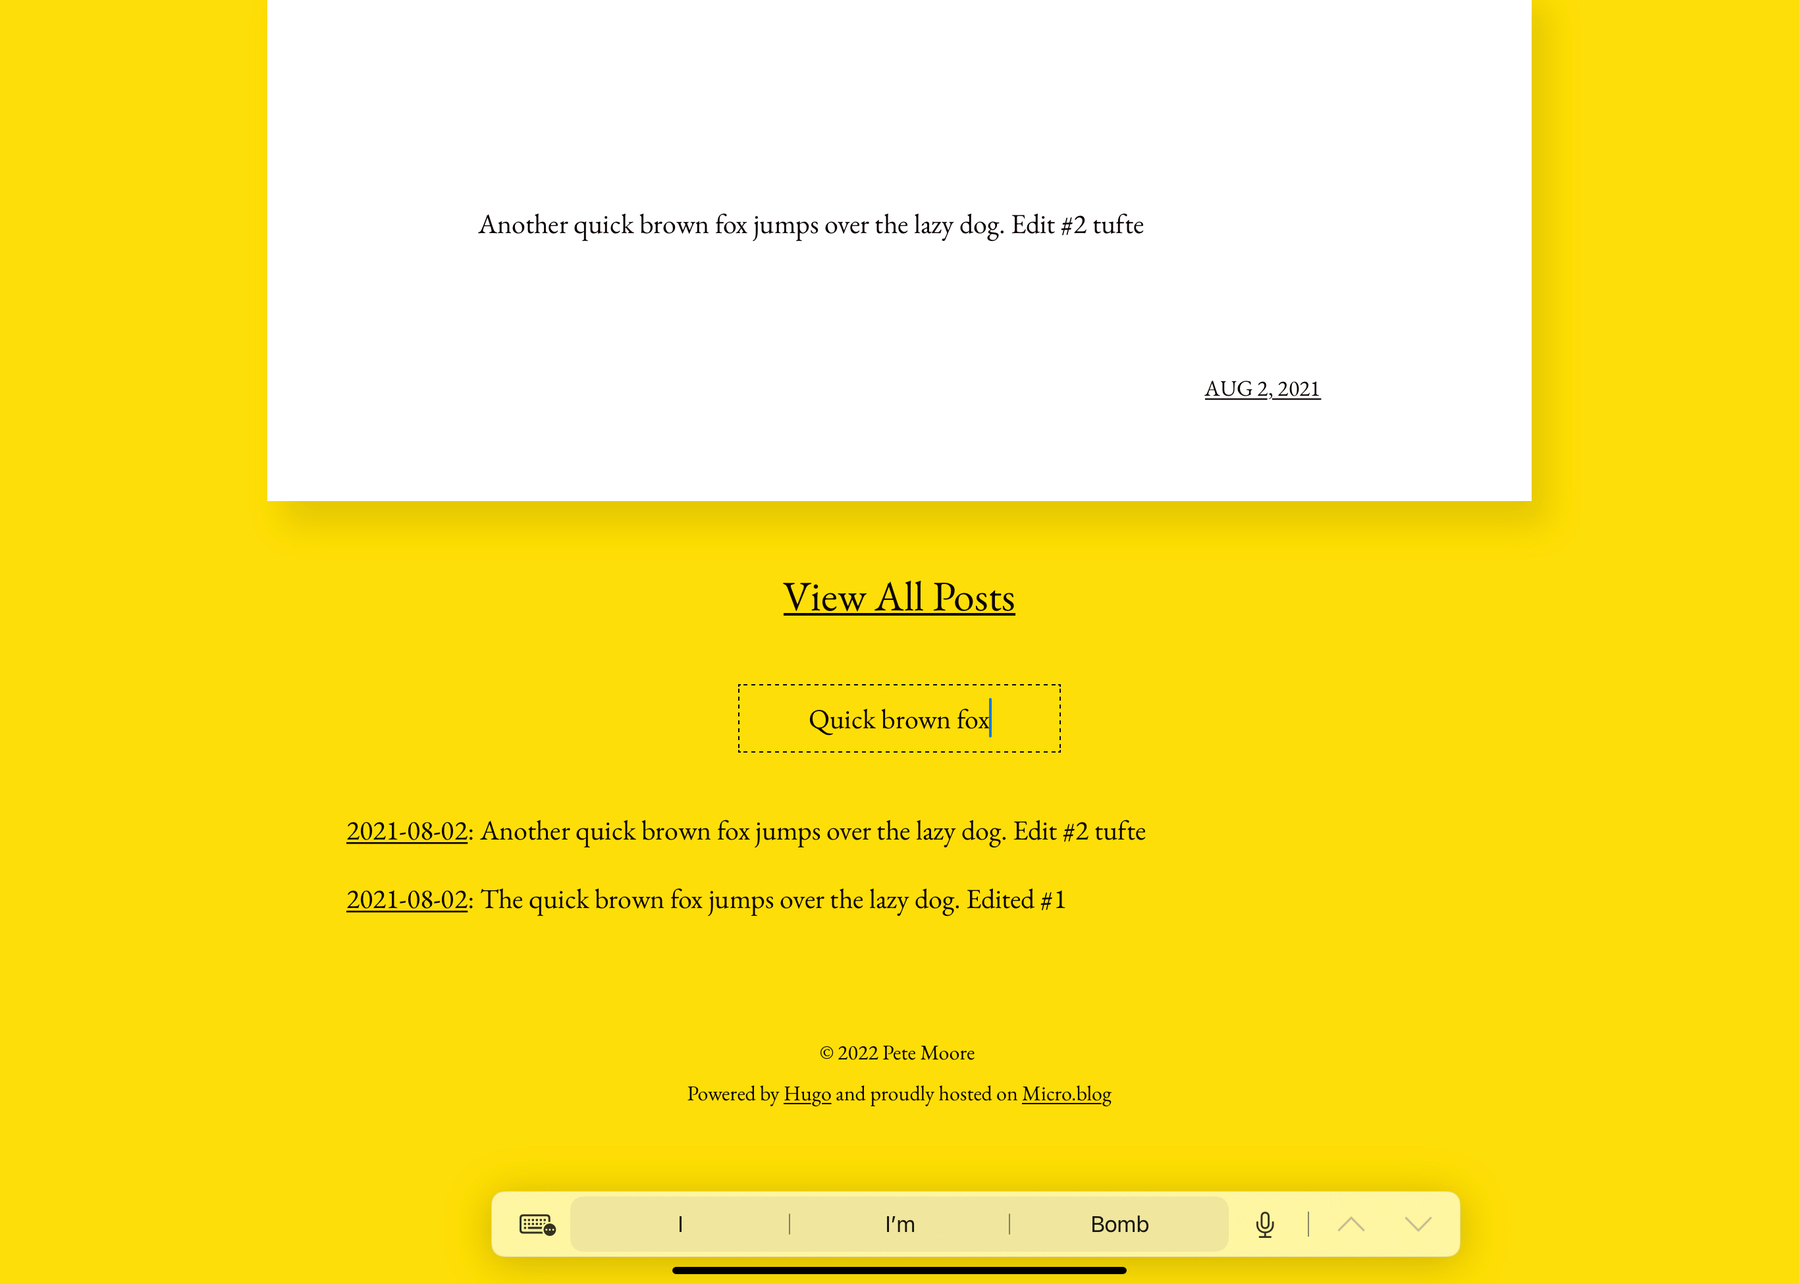 Another quick brown fox jumps over the lazy dog. Edit #2 tufte
AUG 2, 2021
View All Posts
Quick brown fox
2021-08-02: Another quick brown fox jumps over the lazy dog. Edit #2 tufte
2021-08-02: The quick brown fox jumps over the lazy dog. Edited #1
© 2022 Pete Moore
Powered by Hugo and proudly hosted on Micro.blog
I I'm Bomb